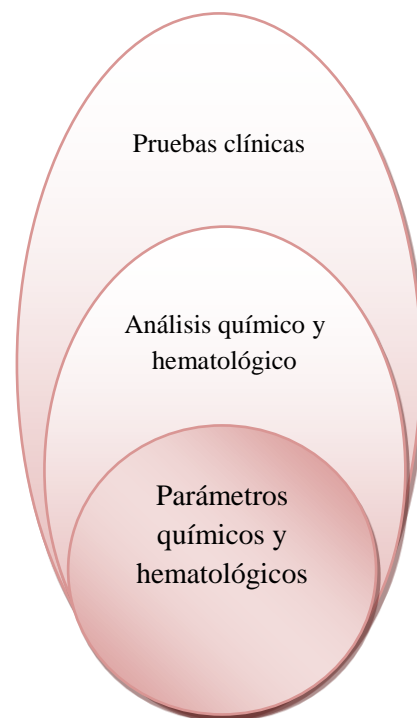 Pruebas clínicas
Análisis químico y
hematológico
Parámetros
químicos y
hematológicos